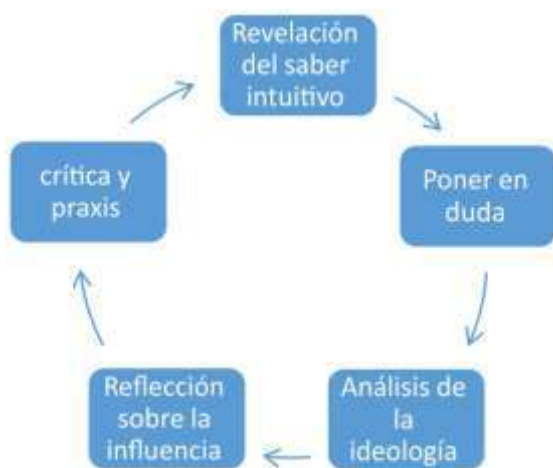 Revelación
del saber
intuitivo
Poner en
duda
Análisis de
la
ideología
Reflección
sobre la
influencia
crítica y
praxis